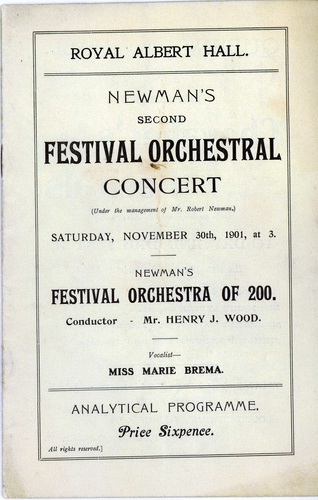 ROYAL ALBERT HALL.
NEWMAN'S
SECOND
FESTIVAL ORCHESTRAL
CONCERT
(Under the management of Mr. Robert Newman.)
SATURDAY, NOVEMBER 30th, 1901, at 3.
NEWMAN'S
FESTIVAL ORCHESTRA OF 200.
Conductor - Mr. HENRY J. WOOD.
Vocalist—
MISS MARIE BREMA.
ANALYTICAL PROGRAMME.
Price Sixpence.
All rights reserved.]